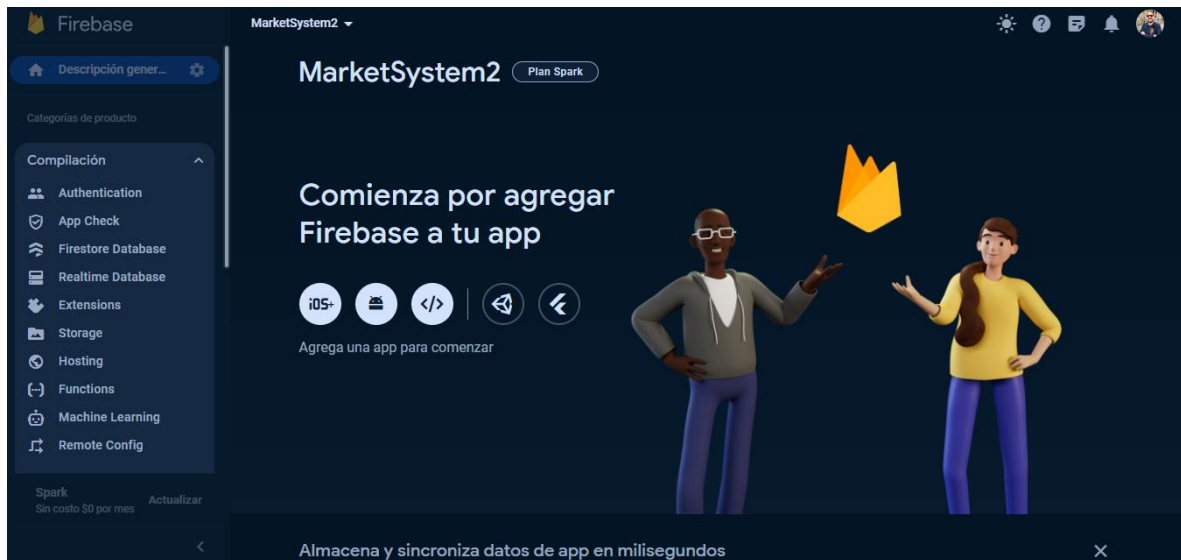 Firebase
MarketSystem2
Descripción gener...
MarketSystem2
Plan Spark
Categorías de producto
Compilación
Authentication
App Check
Firestore Database
Realtime Database
Extensions
Storage
Hosting
Functions
Machine Learning
Remote Config
Spark
Sin costo $0 por mes
Actualizar
Comienza por agregar
Firebase a tu app
iOS+
</>
Agrega una app para comenzar
Almacena y sincroniza datos de app en milisegundos